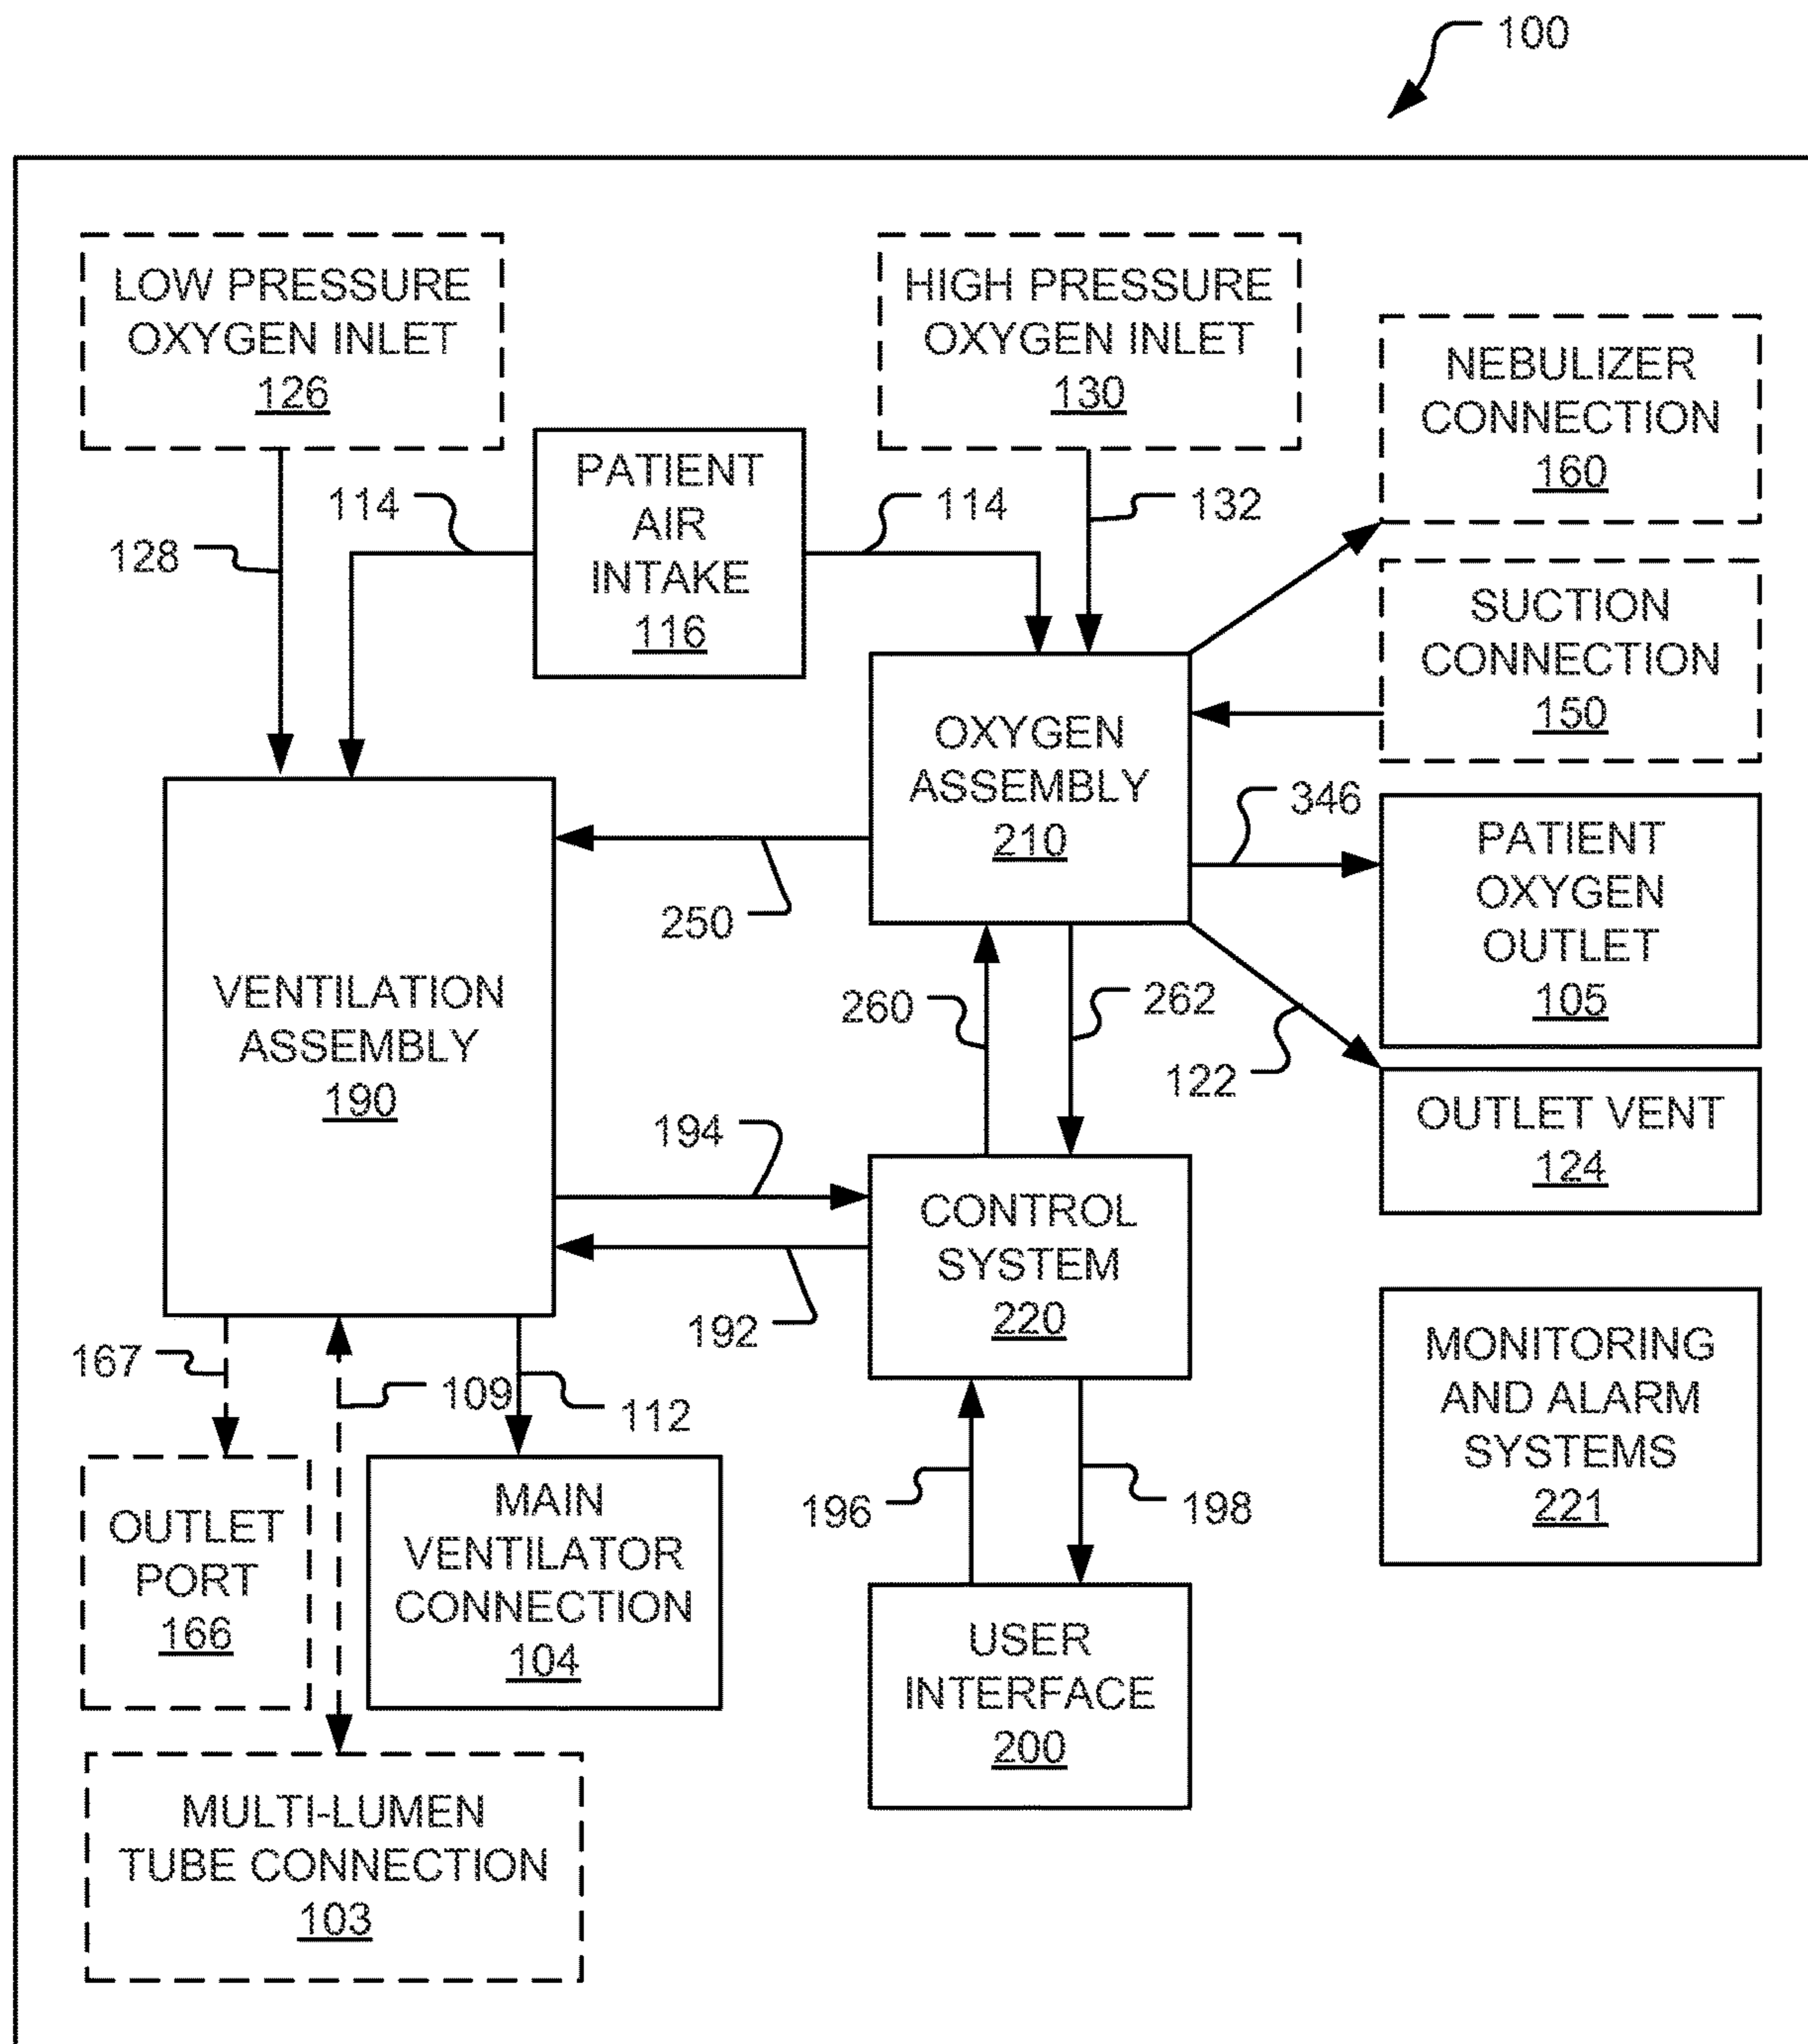 100
LOW PRESSURE
OXYGEN INLET
126
HIGH PRESSURE
OXYGEN INLET
130
NEBULIZER
CONNECTION
160
PATIENT
AIR
INTAKE
116
114
114
132
128
SUCTION
CONNECTION
150
OXYGEN
ASSEMBLY
210
346
PATIENT
OXYGEN
OUTLET
105
250
VENTILATION
ASSEMBLY
190
260
262
122
OUTLET VENT
124
194
CONTROL
SYSTEM
220
192
MONITORING
AND ALARM
SYSTEMS
221
167
109
112
OUTLET
PORT
166
MAIN
VENTILATOR
CONNECTION
104
196
198
USER
INTERFACE
200
MULTI-LUMEN
TUBE CONNECTION
103